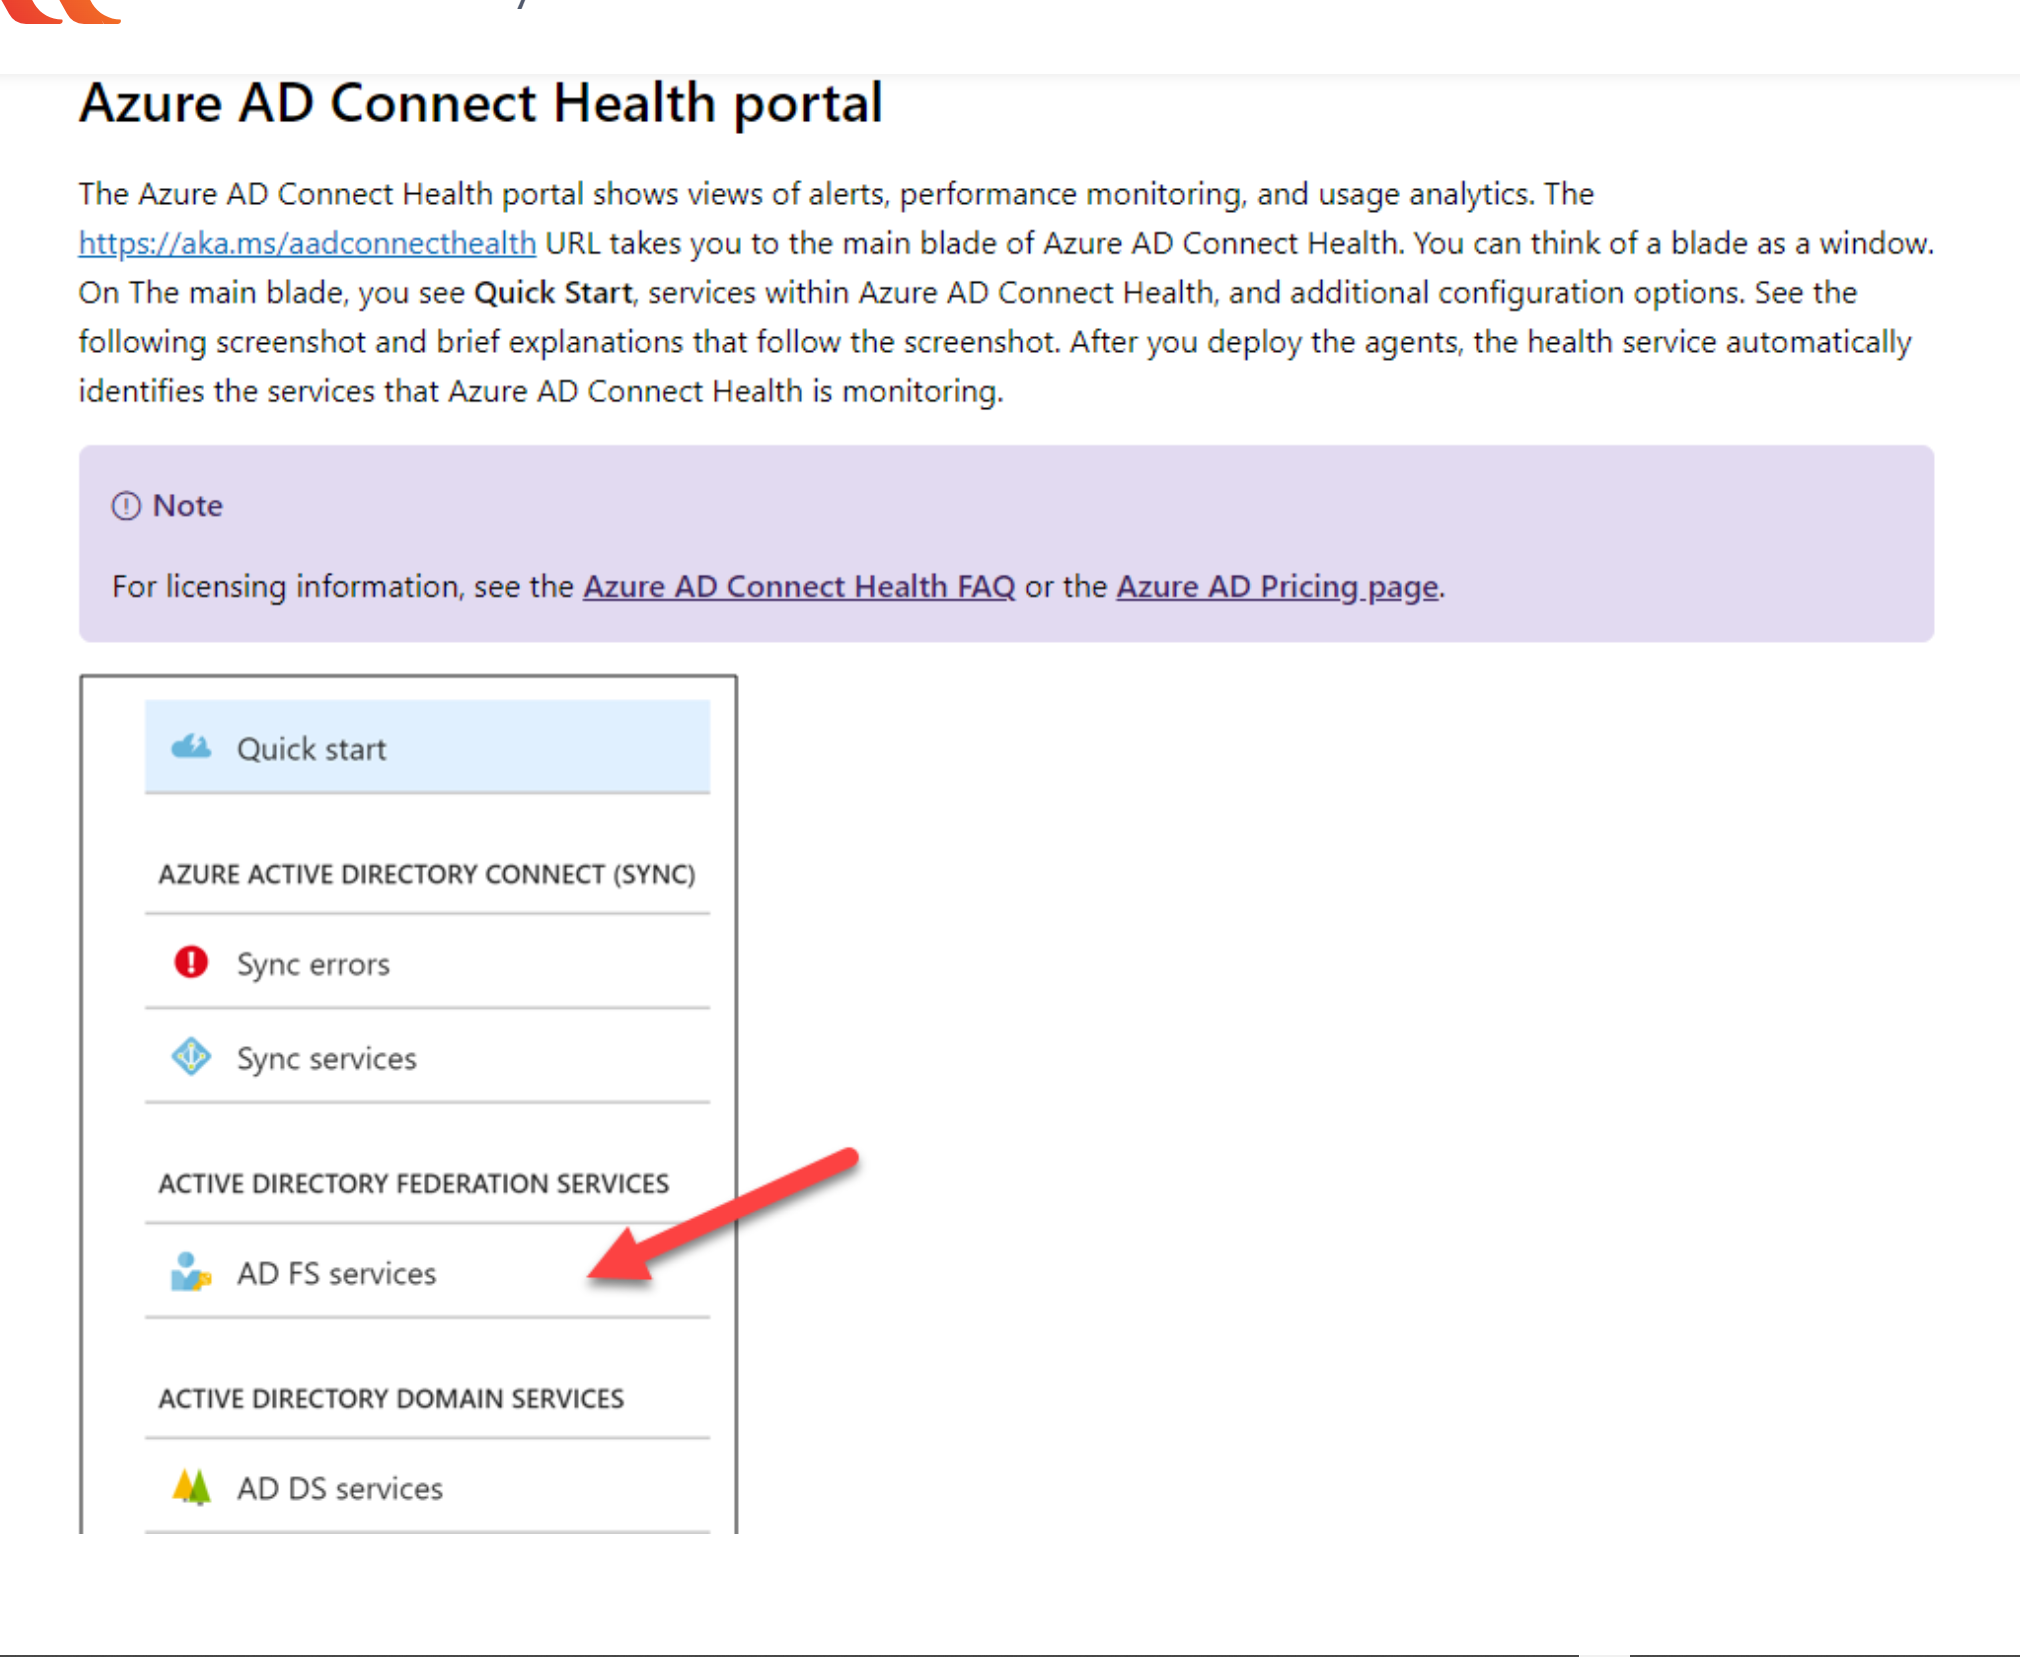 Azure AD Connect Health portal
The Azure AD Connect Health portal shows views of alerts, performance monitoring, and usage analytics. The
https://aka.ms/aadconnecthealth URL takes you to the main blade of Azure AD Connect Health. You can think of a blade as a window.
On The main blade, you see Quick Start, services within Azure AD Connect Health, and additional configuration options. See the
following screenshot and brief explanations that follow the screenshot. After you deploy the agents, the health service automatically
identifies the services that Azure AD Connect Health is monitoring.
Note
For licensing information, see the Azure AD Connect Health FAQ or the Azure AD Pricing page.
Quick start
AZURE ACTIVE DIRECTORY CONNECT (SYNC)
Sync errors
Sync services
ACTIVE DIRECTORY FEDERATION SERVICES
AD FS services
ACTIVE DIRECTORY DOMAIN SERVICES
AD DS services